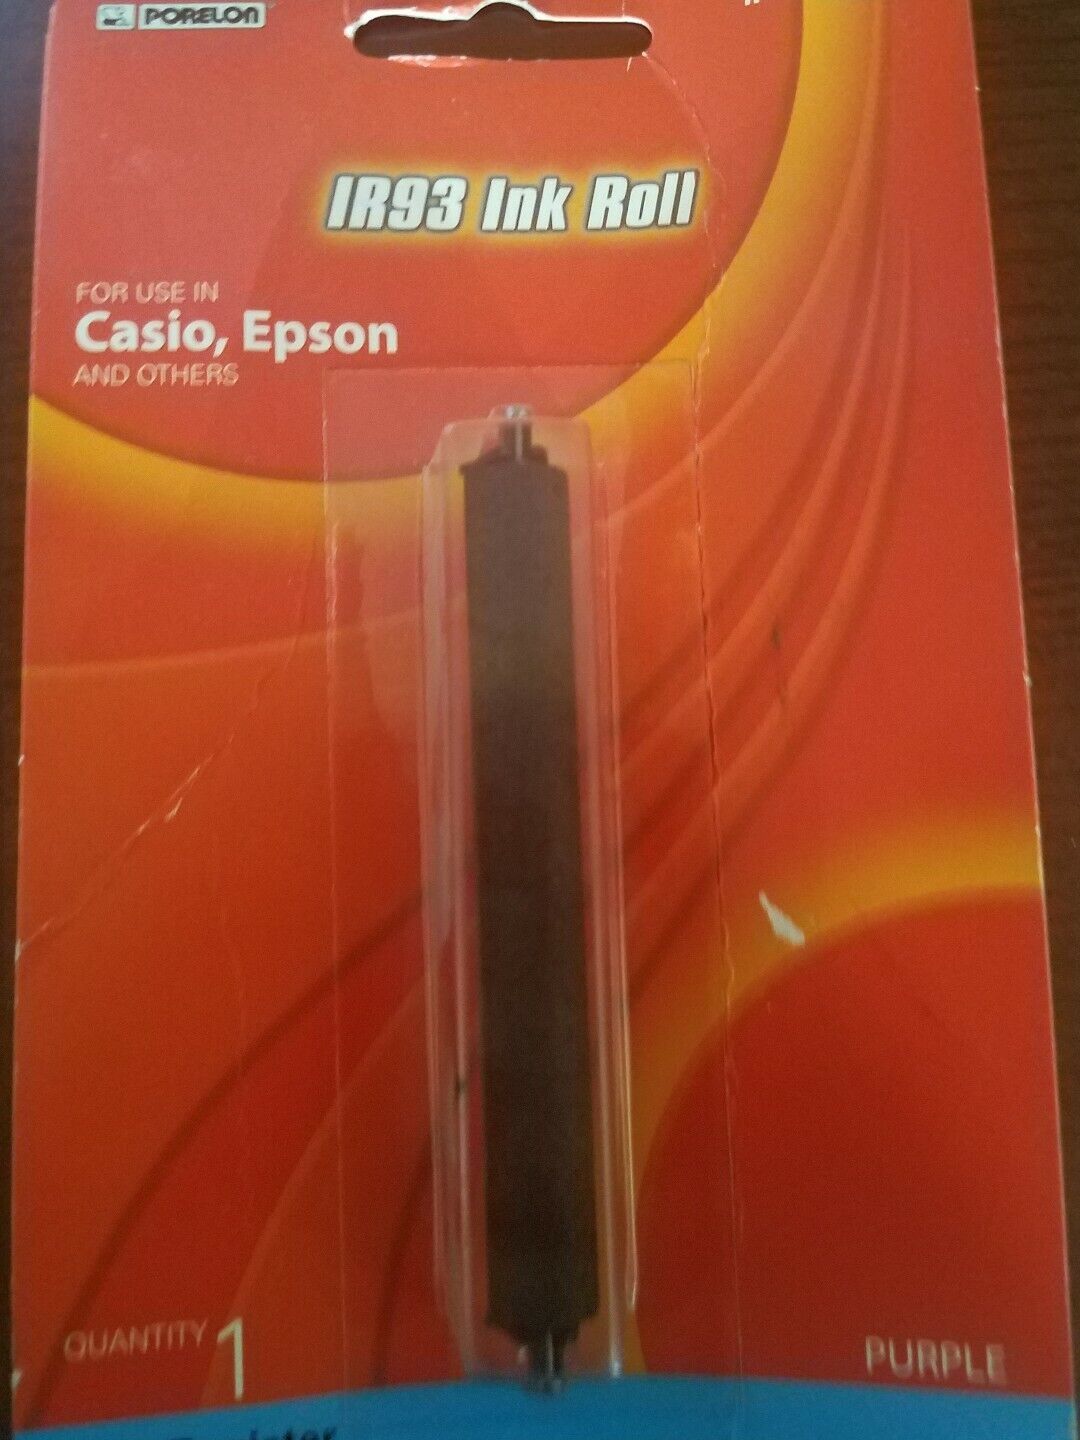 PORELON
IR93 Ink Roll
FOR USE IN
Casio, Epson
AND OTHERS
QUANTITY 1
PURPLE